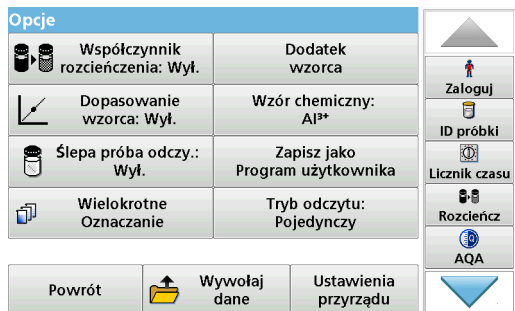 Opcje
Współczynnik
rozcieńczenia: Wył.
Dodatek
wzorca
Dopasowanie
wzorca: Wył.
Wzór chemiczny:
Al³⁺
Ślepa próba odczy.:
Wył.
Zapisz jako
Program użytkownika
Wielokrotne
Oznaczanie
Tryb odczytu:
Pojedynczy
Powrót
Wywołaj
dane
Ustawienia
przyrządu
Zaloguj
ID próbki
Licznik czasu
Rozcieńcz
AQA